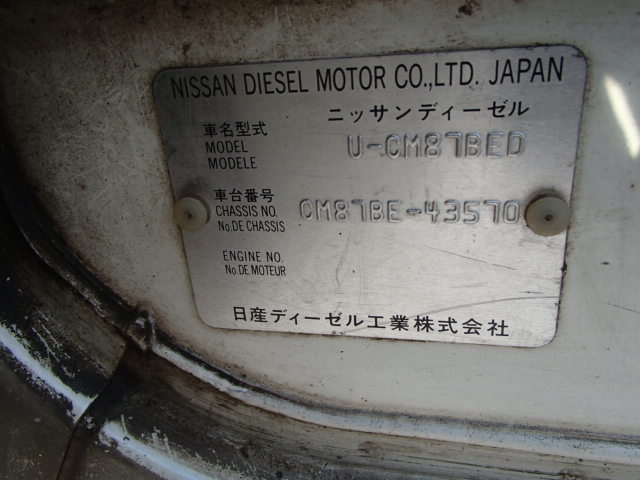 NISSAN DIESEL MOTOR CO.,LTD. JAPAN
ニッサンディーゼル
車名型式
MODEL
MODELE
U-CM87BED
車台番号
CHASSIS NO.
No.DE CHASSIS
CM87BE-43570
ENGINE NO.
No.DE MOTEUR
日産ディーゼル工業株式会社